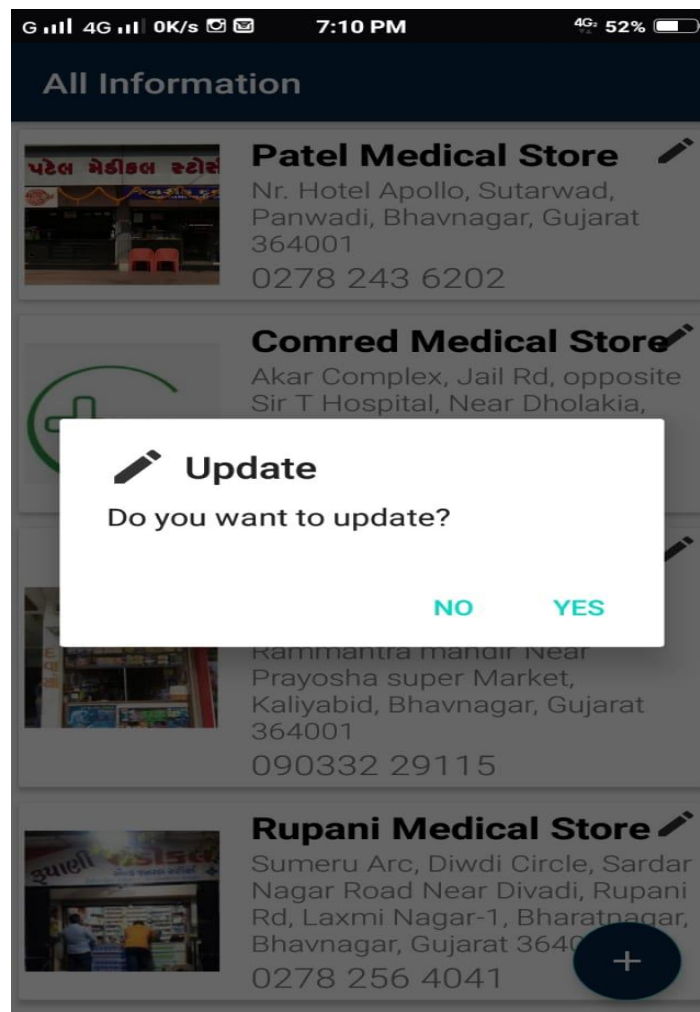 G 4G 0K/s 7:10 PM 4G 52%
All Information
પટેલ મેડીકલ સ્ટોર્સ
Patel Medical Store
Nr. Hotel Apollo, Sutarwad,
Panwadi, Bhavnagar, Gujarat
364001
0278 243 6202
Comred Medical Store
Akar Complex, Jail Rd, opposite
Sir T Hospital, Near Dholakia,
Update
Do you want to update?
NO YES
Rammantra mandir Near
Prayosha super Market,
Kaliyabid, Bhavnagar, Gujarat
364001
090332 29115
Rupani Medical Store
Sumeru Arc, Diwdi Circle, Sardar
Nagar Road Near Divadi, Rupani
Rd, Laxmi Nagar-1, Bharatnagar,
Bhavnagar, Gujarat 3640
0278 256 4041
રૂપાણી મેડીકલ